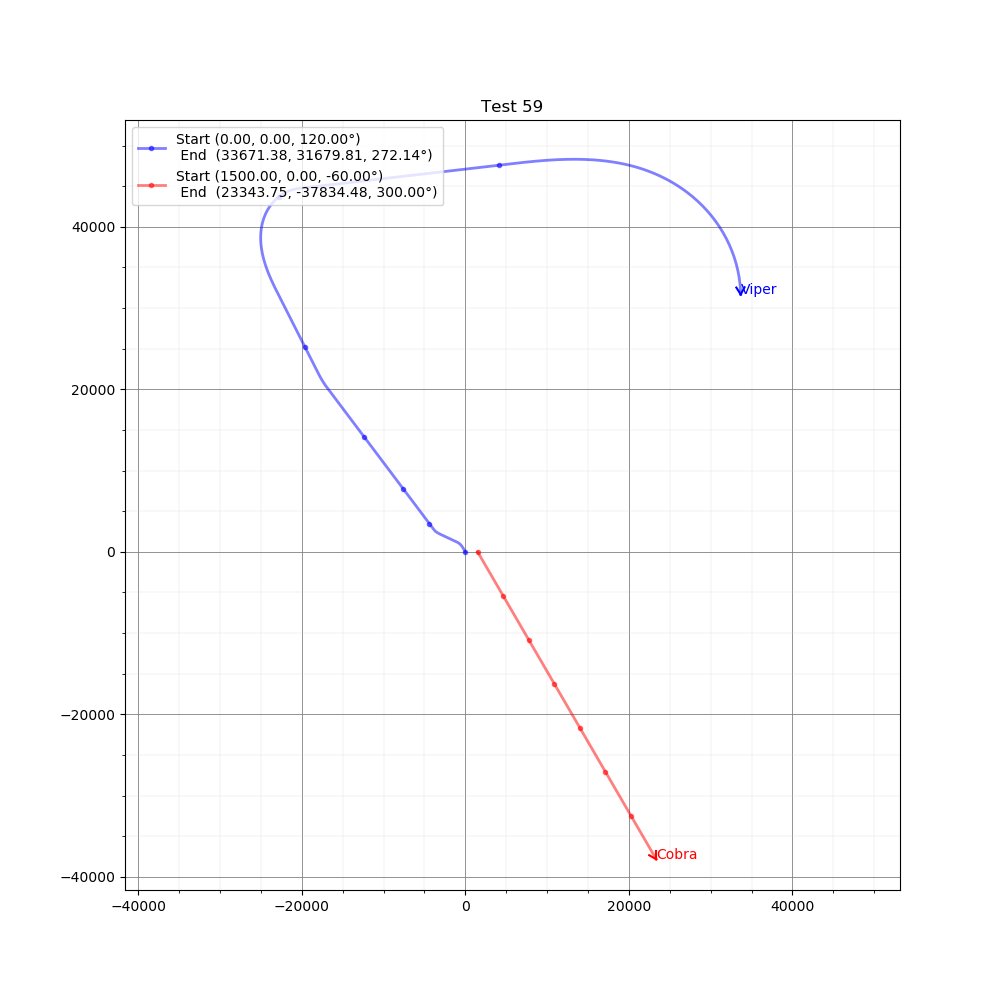 Test 59
Start (0.00, 0.00, 120.00°)
End (33671.38, 31679.81, 272.14°)
Start (1500.00, 0.00, -60.00°)
End (23343.75, -37834.48, 300.00°)
40000
20000
0
−20000
−40000
Viper
Cobra
−40000
−20000
0
20000
40000